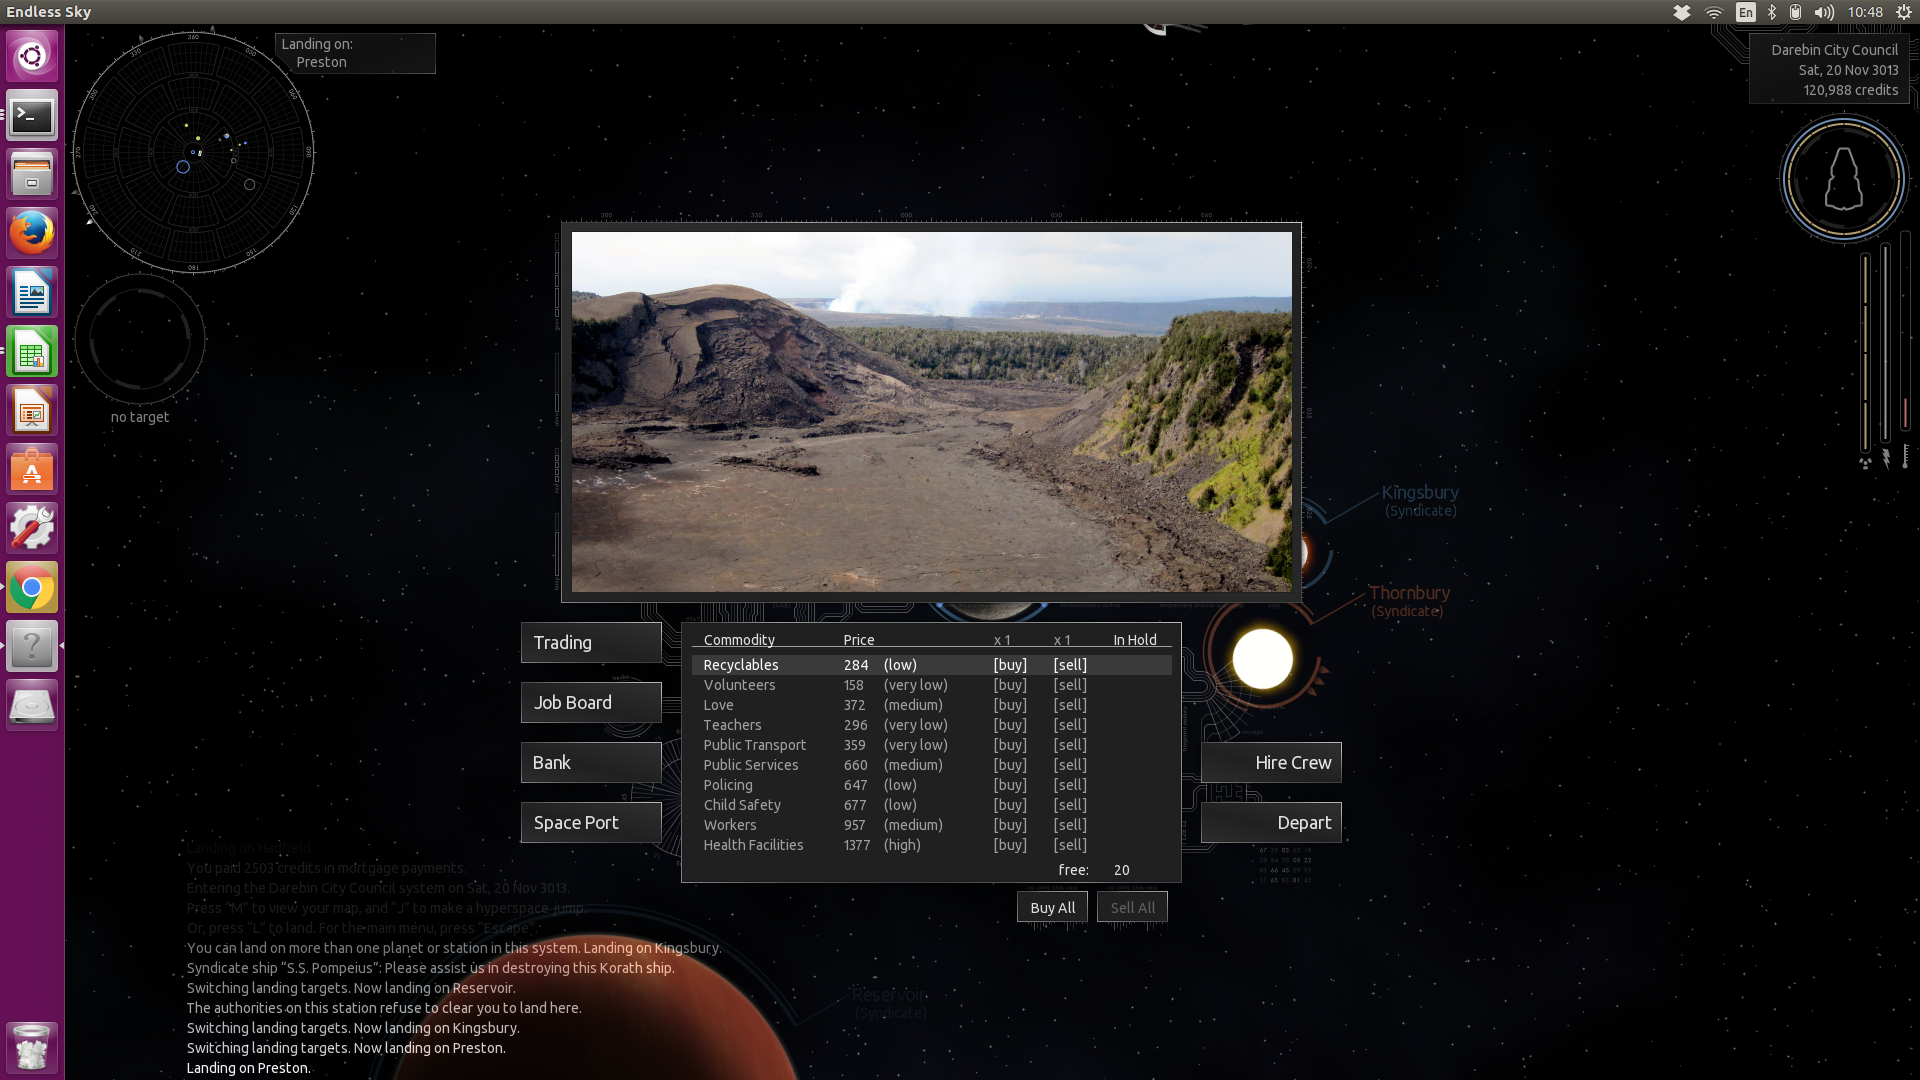 Endless Sky
En
10:48
Landing on:
Preston
Darebin City Council
Sat, 20 Nov 3013
120,988 credits
no target
Kingsbury
(Syndicate)
Thornbury
(Syndicate)
Trading
Job Board
Bank
Space Port
Commodity Price x 1 x 1 In Hold
Recyclables 284 (low) [buy] [sell]
Volunteers 158 (very low) [buy] [sell]
Love 372 (medium) [buy] [sell]
Teachers 296 (very low) [buy] [sell]
Public Transport 359 (very low) [buy] [sell]
Public Services 660 (medium) [buy] [sell]
Policing 647 (low) [buy] [sell]
Child Safety 677 (low) [buy] [sell]
Workers 957 (medium) [buy] [sell]
Health Facilities 1377 (high) [buy] [sell]
free: 20
Buy All
Sell All
Hire Crew
Depart
Landing on Hadfield.
You paid 2503 credits in mortgage payments.
Entering the Darebin City Council system on Sat, 20 Nov 3013.
Press “M” to view your map, and “J” to make a hyperspace jump.
Or, press “L” to land. For the main menu, press “Escape”.
You can land on more than one planet or station in this system. Landing on Kingsbury.
Syndicate ship “S.S. Pompeius”: Please assist us in destroying this Korath ship.
Switching landing targets. Now landing on Reservoir.
The authorities on this station refuse to clear you to land here.
Switching landing targets. Now landing on Kingsbury.
Switching landing targets. Now landing on Preston.
Landing on Preston.
Reservoir
(Syndicate)